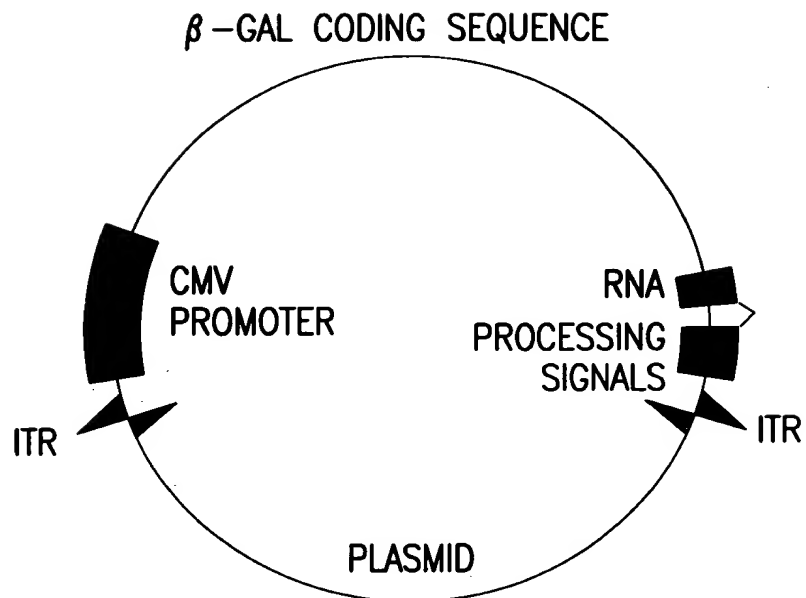 β-GAL CODING SEQUENCE
CMV
PROMOTER
RNA
PROCESSING
SIGNALS
ITR
ITR
PLASMID